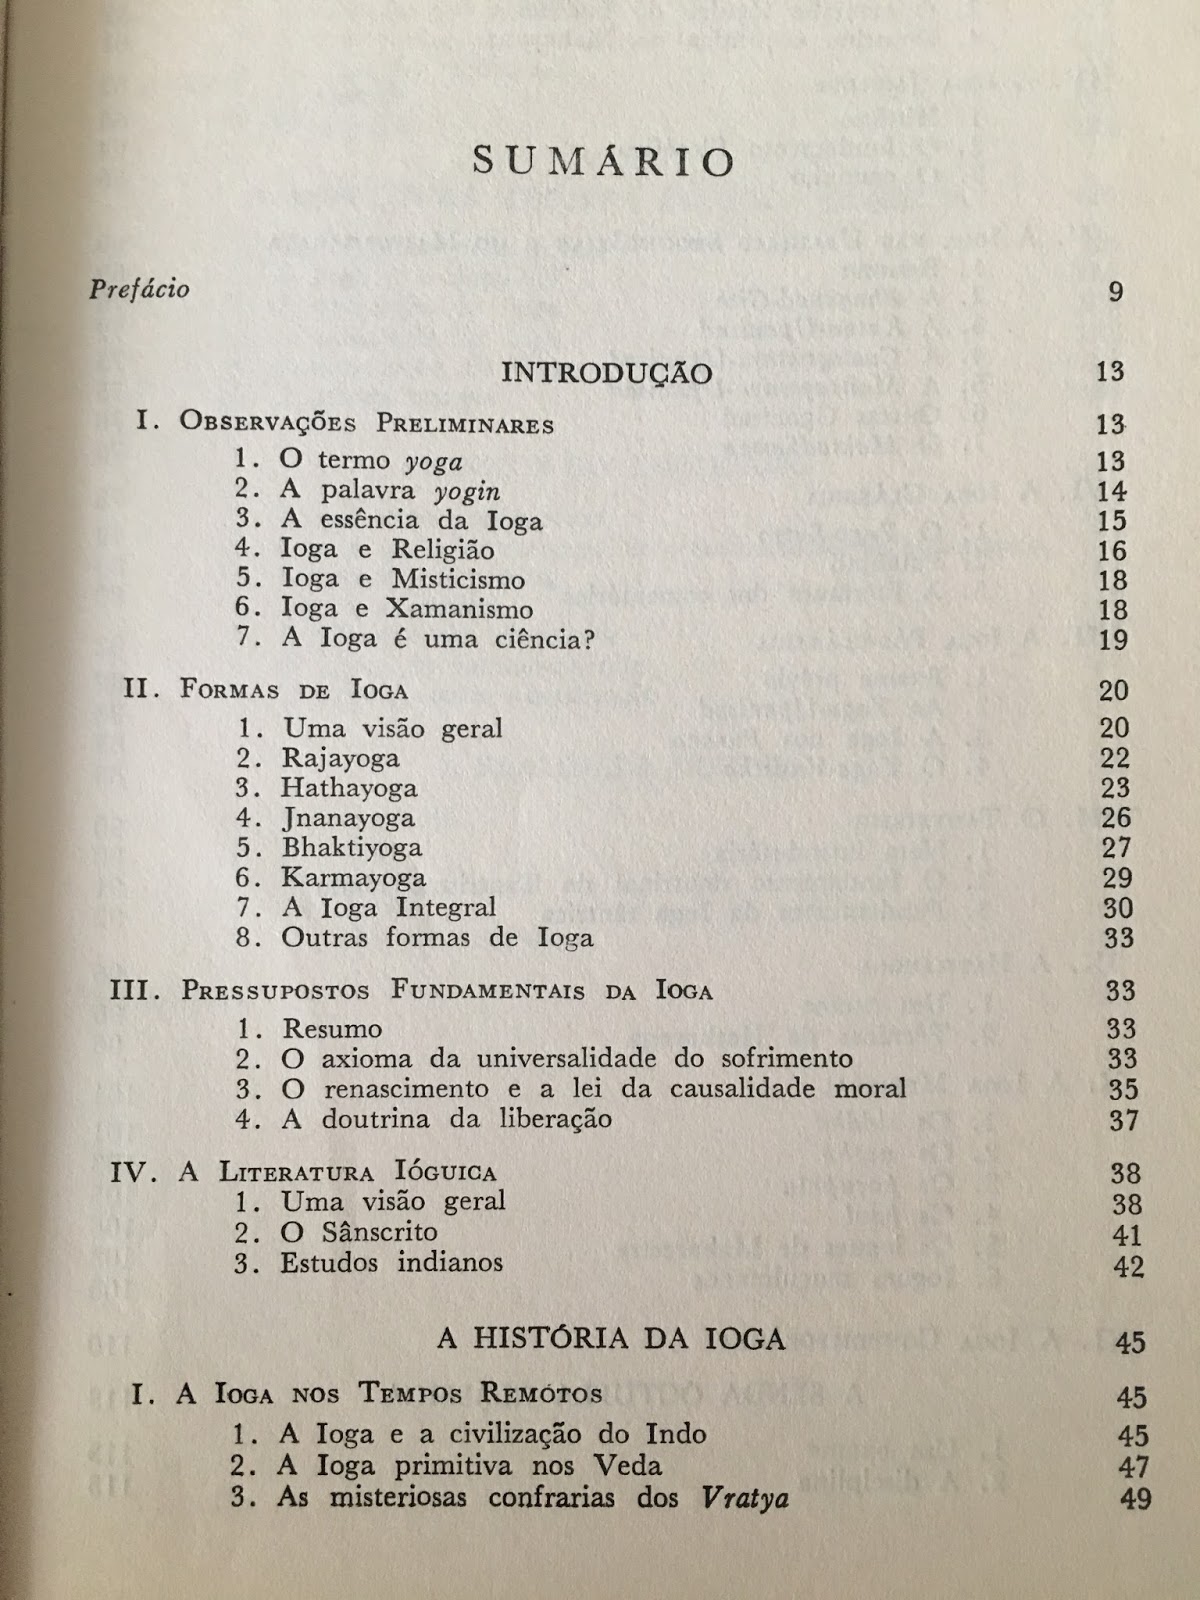 SUMÁRIO
Prefácio 9
INTRODUÇÃO 13
I. Observações Preliminares 13
1. O termo yoga 13
2. A palavra yogin 14
3. A essência da Ioga 15
4. Ioga e Religião 16
5. Ioga e Misticismo 18
6. Ioga e Xamanismo 18
7. A Ioga é uma ciência? 19
II. Formas de Ioga 20
1. Uma visão geral 20
2. Rajayoga 22
3. Hathayoga 23
4. Jnanayoga 26
5. Bhaktiyoga 27
6. Karmayoga 29
7. A Ioga Integral 30
8. Outras formas de Ioga 33
III. Pressupostos Fundamentais da Ioga 33
1. Resumo 33
2. O axioma da universalidade do sofrimento 33
3. O renascimento e a lei da causalidade moral 35
4. A doutrina da liberação 37
IV. A Literatura Ióguica 38
1. Uma visão geral 38
2. O Sânscrito 41
3. Estudos indianos 42
A HISTÓRIA DA IOGA 45
I. A Ioga nos Tempos Remótos 45
1. A Ioga e a civilização do Indo 45
2. A Ioga primitiva nos Veda 47
3. As misteriosas confrarias dos Vratya 49